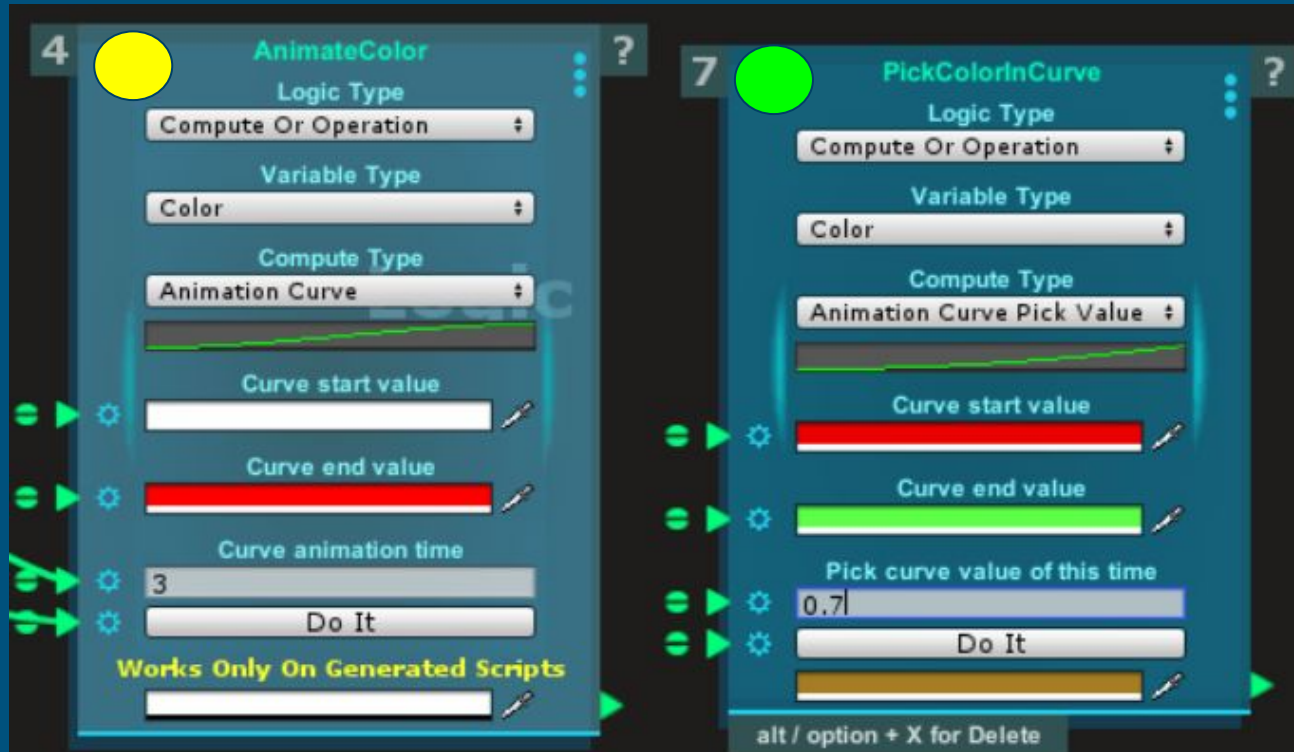 4
AnimateColor
?
Logic Type
Compute Or Operation
Variable Type
Color
Compute Type
Logic
Animation Curve
Curve start value
Curve end value
Curve animation time
3
Do It
Works Only On Generated Scripts
7
PickColorInCurve
?
Logic Type
Compute Or Operation
Variable Type
Color
Compute Type
Animation Curve Pick Value
Curve start value
Curve end value
Pick curve value of this time
0.7
Do It
alt / option + X for Delete